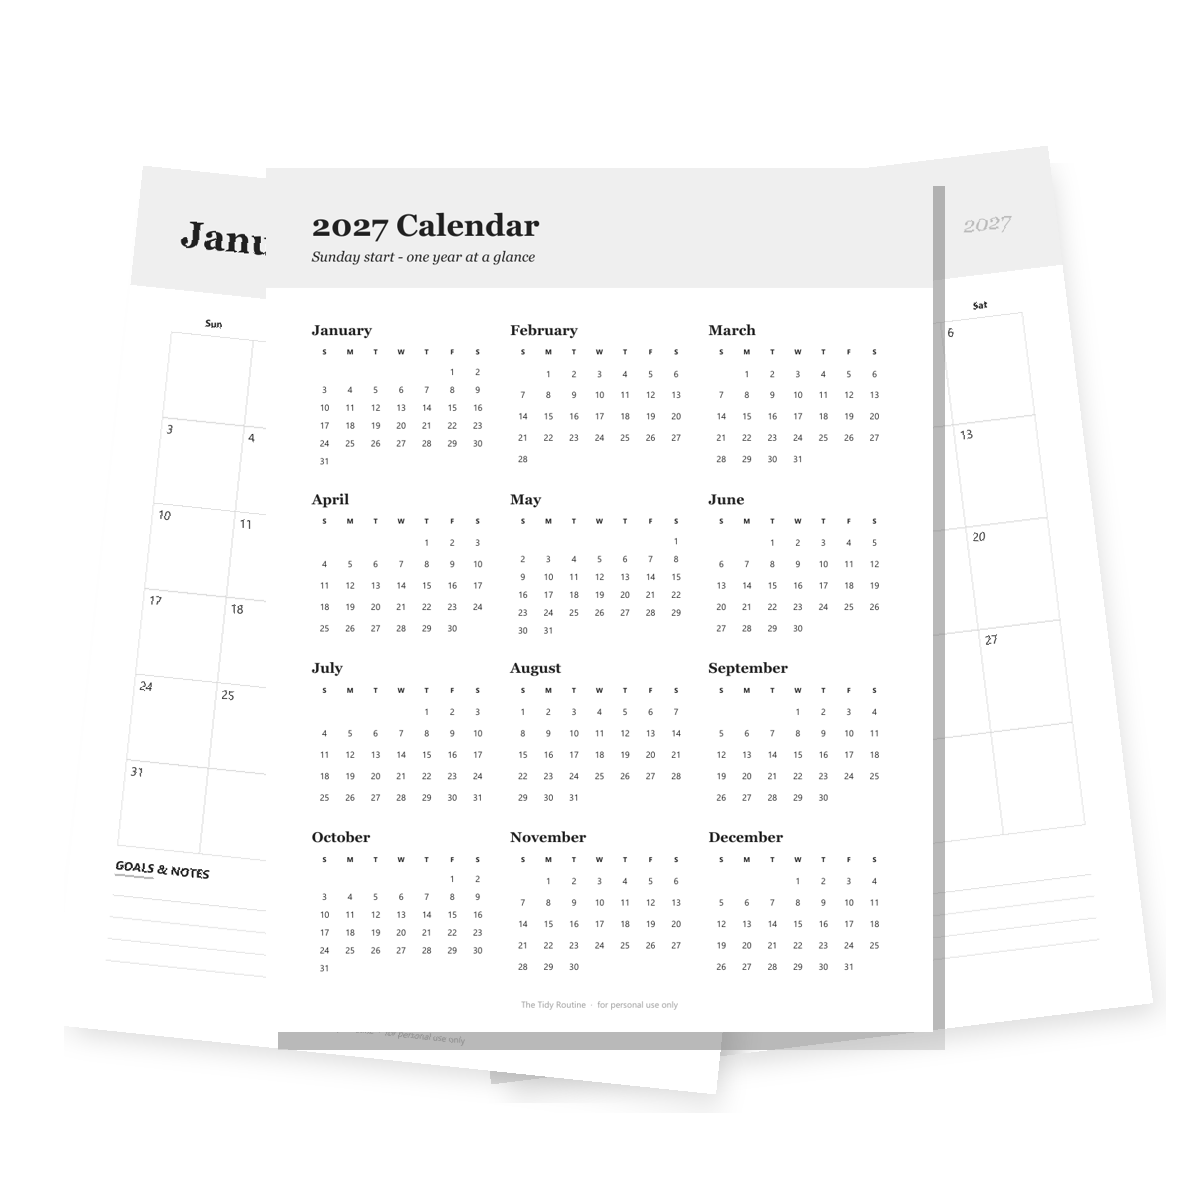 2027 Calendar
Sunday start - one year at a glance
January
S M T W T F S
1 2
3 4 5 6 7 8 9
10 11 12 13 14 15 16
17 18 19 20 21 22 23
24 25 26 27 28 29 30
31
February
S M T W T F S
1 2 3 4 5 6
7 8 9 10 11 12 13
14 15 16 17 18 19 20
21 22 23 24 25 26 27
28
March
S M T W T F S
1 2 3 4 5 6
7 8 9 10 11 12 13
14 15 16 17 18 19 20
21 22 23 24 25 26 27
28 29 30 31
April
S M T W T F S
1 2 3
4 5 6 7 8 9 10
11 12 13 14 15 16 17
18 19 20 21 22 23 24
25 26 27 28 29 30
May
S M T W T F S
1
2 3 4 5 6 7 8
9 10 11 12 13 14 15
16 17 18 19 20 21 22
23 24 25 26 27 28 29
30 31
June
S M T W T F S
1 2 3 4 5
6 7 8 9 10 11 12
13 14 15 16 17 18 19
20 21 22 23 24 25 26
27 28 29 30
July
S M T W T F S
1 2 3
4 5 6 7 8 9 10
11 12 13 14 15 16 17
18 19 20 21 22 23 24
25 26 27 28 29 30 31
August
S M T W T F S
1 2 3 4 5 6 7
8 9 10 11 12 13 14
15 16 17 18 19 20 21
22 23 24 25 26 27 28
29 30 31
September
S M T W T F S
1 2 3 4
5 6 7 8 9 10 11
12 13 14 15 16 17 18
19 20 21 22 23 24 25
26 27 28 29 30
October
S M T W T F S
1 2
3 4 5 6 7 8 9
10 11 12 13 14 15 16
17 18 19 20 21 22 23
24 25 26 27 28 29 30
31
November
S M T W T F S
1 2 3 4 5 6
7 8 9 10 11 12 13
14 15 16 17 18 19 20
21 22 23 24 25 26 27
28 29 30
December
S M T W T F S
1 2 3 4
5 6 7 8 9 10 11
12 13 14 15 16 17 18
19 20 21 22 23 24 25
26 27 28 29 30 31
The Tidy Routine · for personal use only
Janu
Sun
3 4
10 11
17 18
24 25
31
GOALS & NOTES
· for personal use only
2027
Sat
6
13
20
27